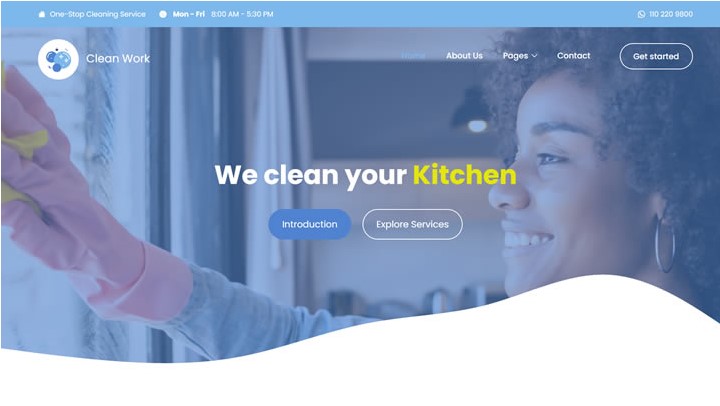 One-Stop Cleaning Service Mon - Fri 8:00 AM - 5:30 PM 110 220 9800
Clean Work Home About Us Pages Contact Get started
We clean your Kitchen
Introduction Explore Services